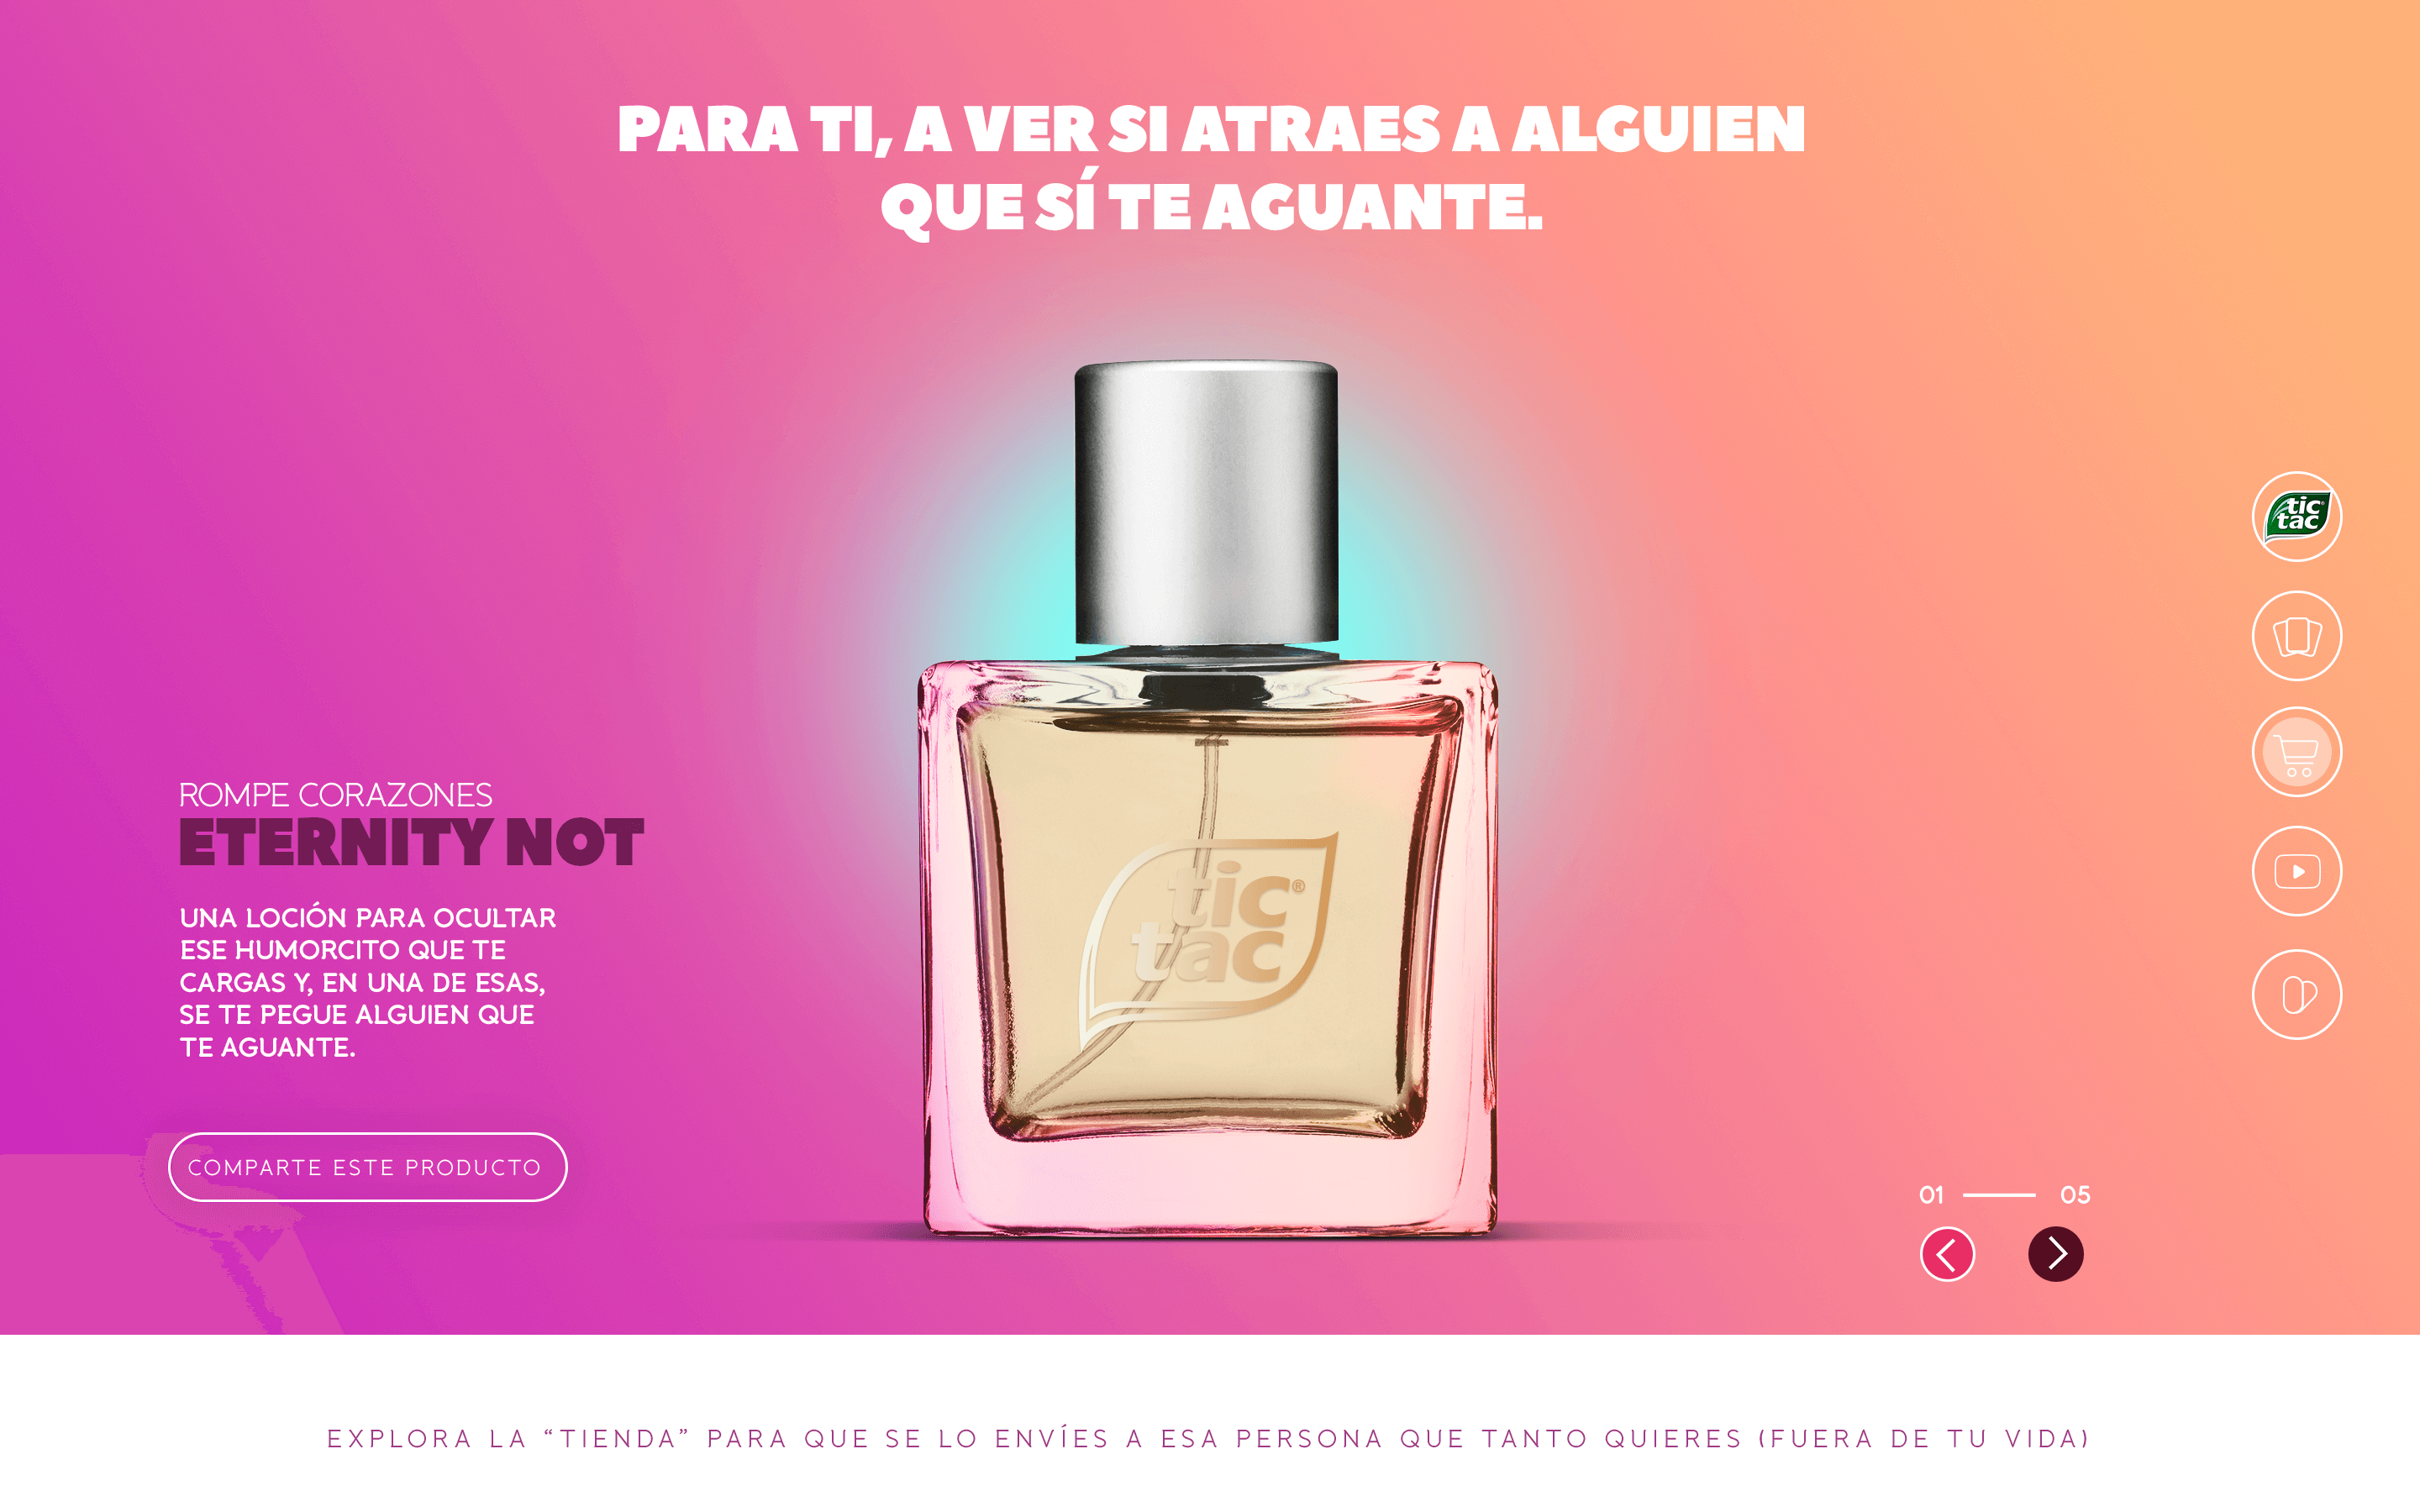 PARA TI, A VER SI ATRAES A ALGUIEN
QUE SÍ TE AGUANTE.
tic
tac
ROMPE CORAZONES
ETERNITY NOT
UNA LOCIÓN PARA OCULTAR
ESE HUMORCITO QUE TE
CARGAS Y, EN UNA DE ESAS,
SE TE PEGUE ALGUIEN QUE
TE AGUANTE.
tic®
tac
COMPARTE ESTE PRODUCTO
01 05
EXPLORA LA “TIENDA” PARA QUE SE LO ENVÍES A ESA PERSONA QUE TANTO QUIERES (FUERA DE TU VIDA)